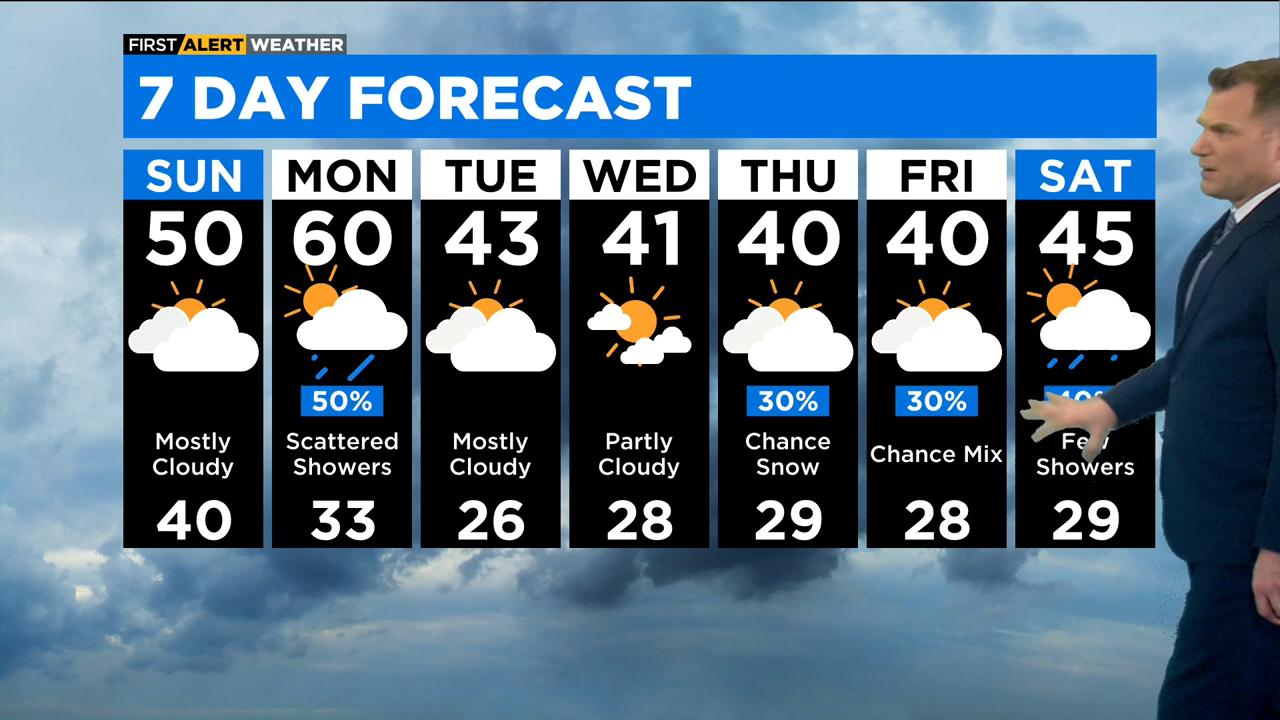 FIRST ALERT WEATHER
7 DAY FORECAST
SUN MON TUE WED THU FRI SAT
50 60 43 41 40 40 45
50% 30% 30%
Mostly Cloudy
Scattered Showers
Mostly Cloudy
Partly Cloudy
Chance Snow
Chance Mix
Few Showers
40 33 26 28 29 28 29